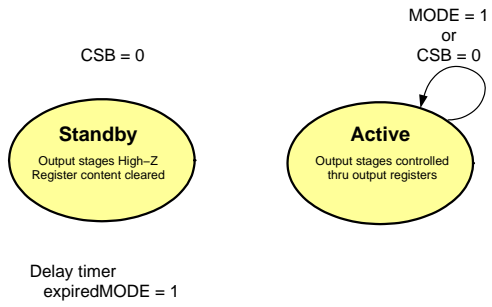 MODE = 1
or
CSB = 0
CSB = 0
Standby
Output stages High–Z
Register content cleared
Active
Output stages controlled
thru output registers
Delay timer
expiredMODE = 1